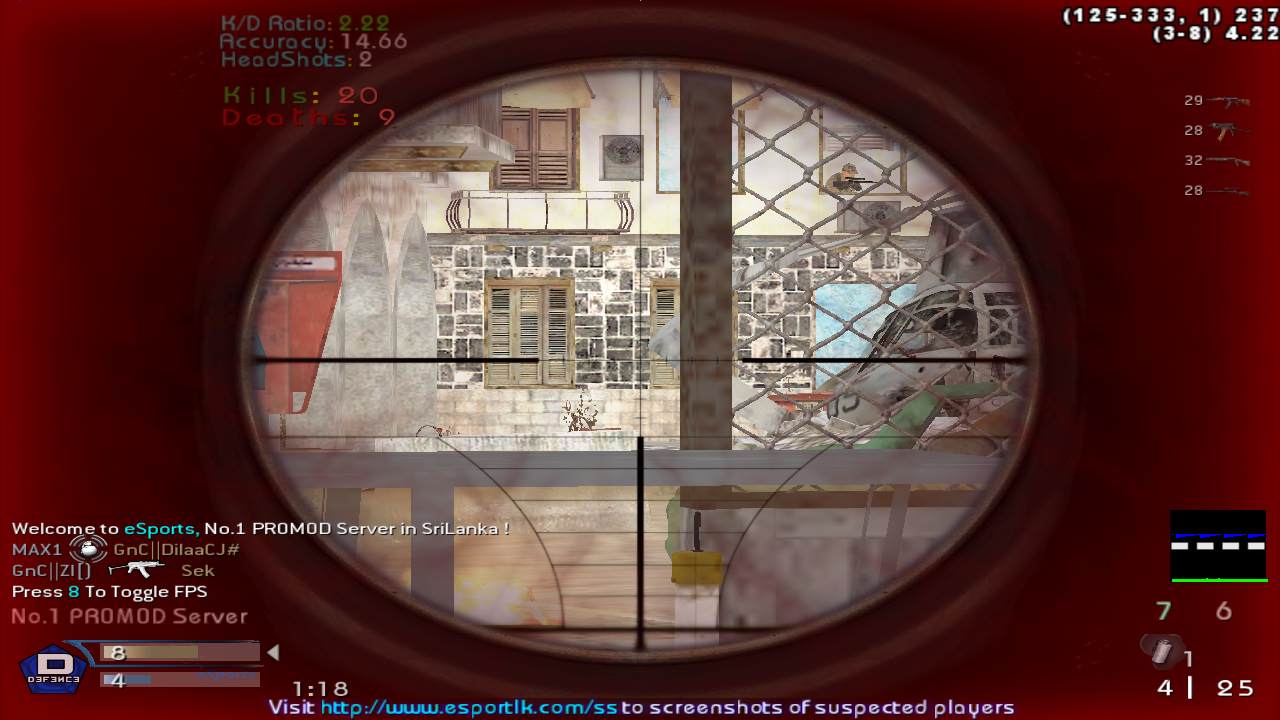 K/D Ratio: 2.22
Accuracy: 14.66
HeadShots: 2
Kills: 20
Deaths: 9
(125-333, 1) 237
(3-8) 4.22
29
28
32
28
15
Welcome to eSports, No.1 PROMOD Server in SriLanka !
MAX1 GnC||DilaaCJ#
GnC||ZI[) Sek
Press 8 To Toggle FPS
No.1 PROMOD Server
8
D
D3F3NC3
4
1:18
7 6
1
4 | 25
Visit http://www.esportlk.com/ss to screenshots of suspected players